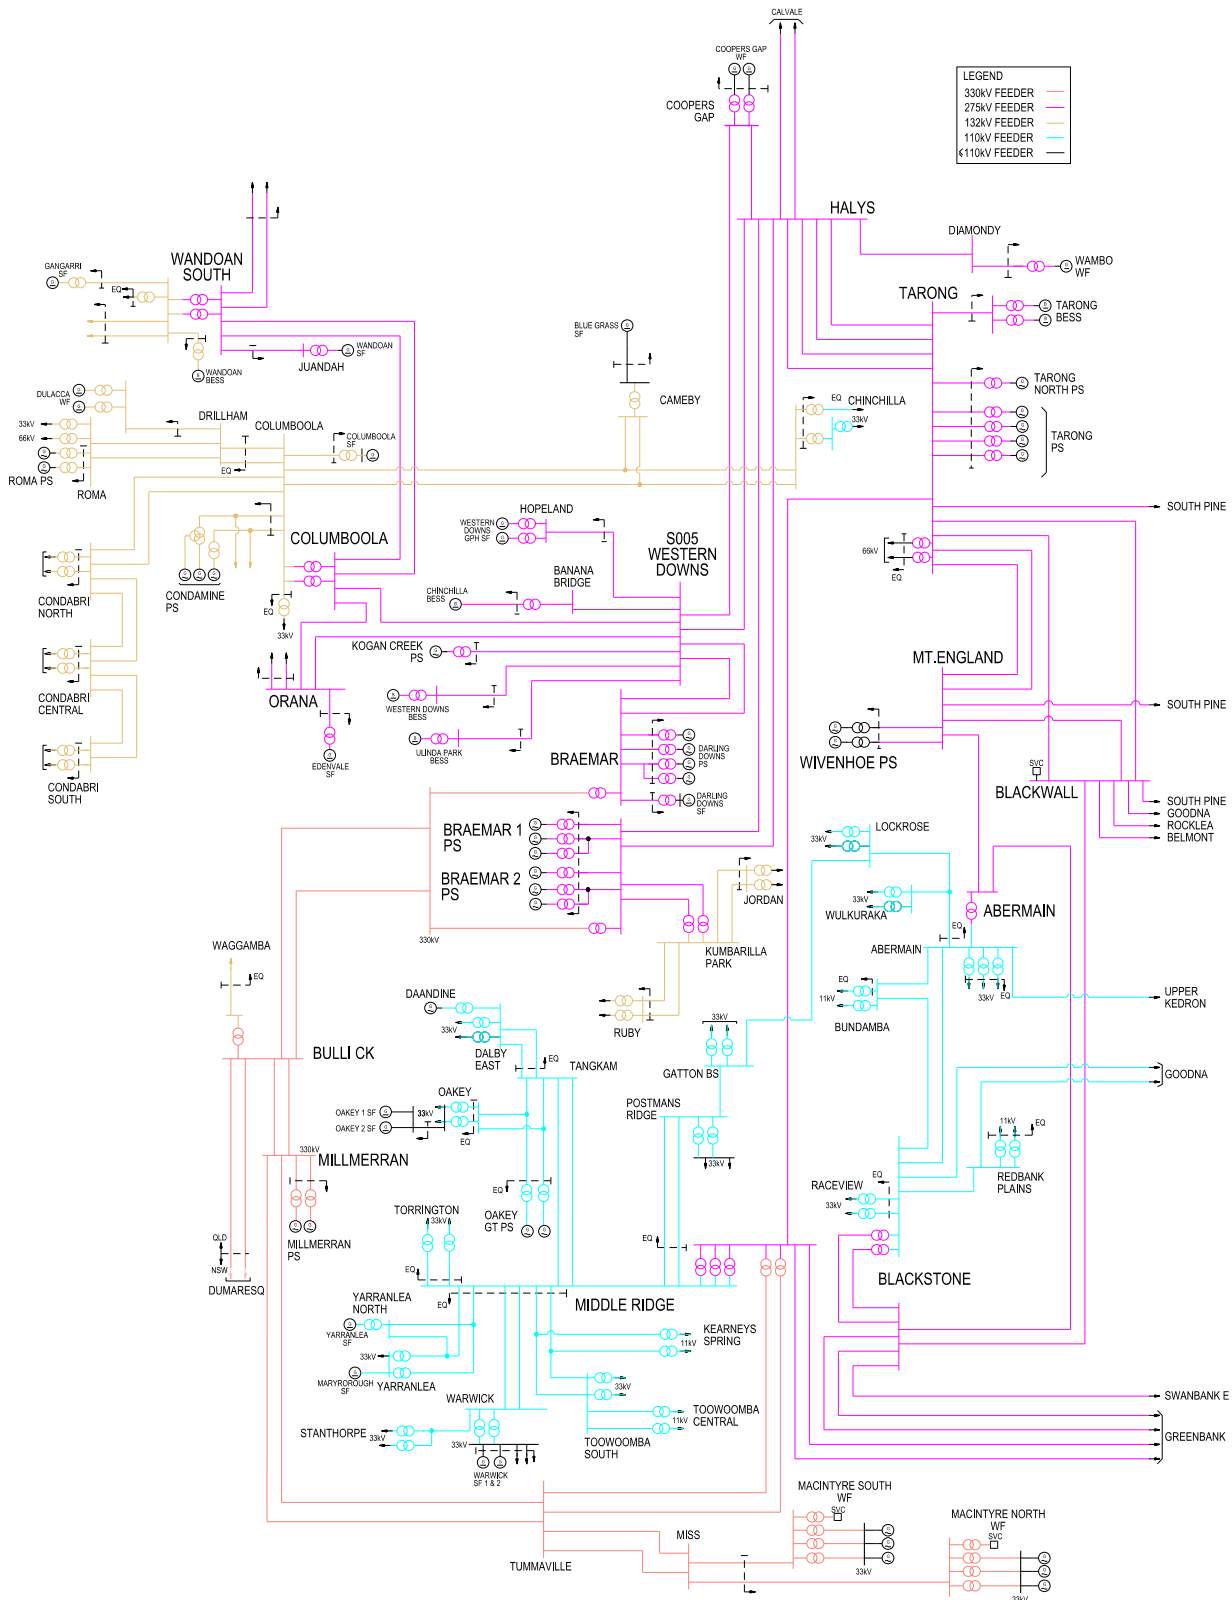 CALVALE
COOPERS GAP
WF
COOPERS
GAP
LEGEND
330kV FEEDER
275kV FEEDER
132kV FEEDER
110kV FEEDER
<110kV FEEDER
HALYS
DIAMONDY
WAMBO
WF
WANDOAN
SOUTH
GANGARRI
SF
EQ
TARONG
TARONG
BESS
BLUE GRASS
SF
WANDOAN
SF
JUANDAH
WANDOAN
BESS
TARONG
NORTH PS
DULACCA
WF
CAMEBY
EQ
CHINCHILLA
33kV
DRILLHAM
COLUMBOOLA
33kV
66kV
COLUMBOOLA
SF
TARONG
PS
EQ
ROMA PS
ROMA
HOPELAND
SOUTH PINE
WESTERN
DOWNS
GPH SF
S005
WESTERN
DOWNS
COLUMBOOLA
66kV
EQ
BANANA
BRIDGE
CONDAMINE
PS
CHINCHILLA
BESS
CONDABRI
NORTH
EQ
33kV
KOGAN CREEK
PS
MT.ENGLAND
CONDABRI
CENTRAL
ORANA
WESTERN DOWNS
BESS
SOUTH PINE
ULINDA PARK
BESS
BRAEMAR
DARLING
DOWNS
PS
WIVENHOE PS
EDENVALE
SF
SVC
CONDABRI
SOUTH
DARLING
DOWNS
SF
BLACKWALL
SOUTH PINE
GOODNA
ROCKLEA
BELMONT
BRAEMAR 1
PS
LOCKROSE
33kV
BRAEMAR 2
PS
JORDAN
33kV
WULKURAKA
ABERMAIN
EQ
330kV
WAGGAMBA
KUMBARILLA
PARK
ABERMAIN
EQ
EQ
33kV
EQ
DAANDINE
11kV
BUNDAMBA
UPPER
KEDRON
33kV
RUBY
33kV
DALBY
EAST
EQ
TANGKAM
BULLI CK
GATTON BS
GOODNA
OAKEY
OAKEY 1 SF
33kV
OAKEY 2 SF
EQ
POSTMANS
RIDGE
11kV
EQ
330kV
MILLMERRAN
33kV
EQ
RACEVIEW
33kV
REDBANK
PLAINS
EQ
OAKEY
GT PS
TORRINGTON
33kV
QLD
NSW
MILLMERRAN
PS
EQ
EQ
DUMARESQ
BLACKSTONE
EQ
MIDDLE RIDGE
YARRANLEA
NORTH
YARRANLEA
SF
KEARNEYS
SPRING
11kV
33kV
MARYROROUGH
SF
YARRANLEA
WARWICK
33kV
SWANBANK E
STANTHORPE
33kV
TOOWOOMBA
CENTRAL
11kV
GREENBANK
33kV
TOOWOOMBA
SOUTH
WARWICK
SF 1 & 2
MACINTYRE SOUTH
WF
SVC
MACINTYRE NORTH
WF
SVC
MISS
TUMMAVILLE
33kV
33kV